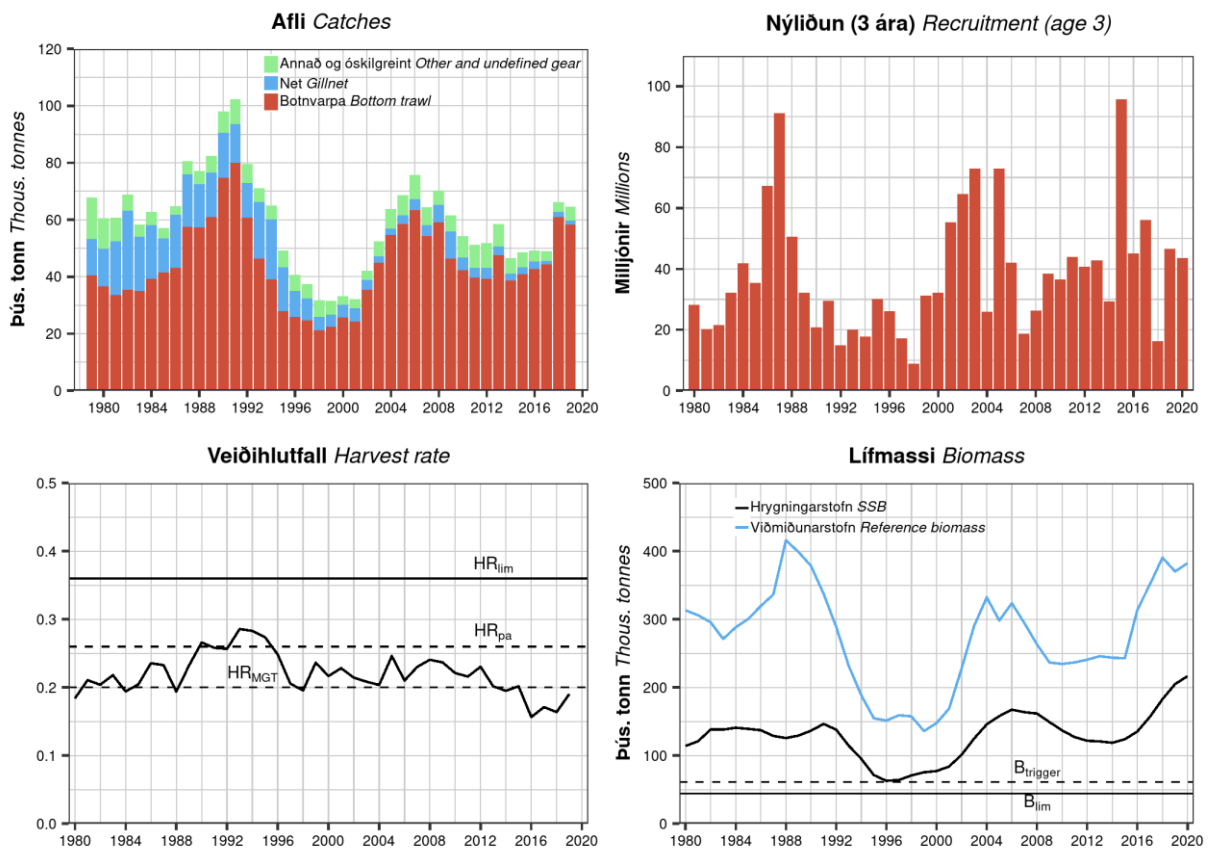 Afli Catches
Þús. tonn Thous. tonnes
120
100
80
60
40
20
0
Annað og óskilgreint Other and undefined gear
Net Gillnet
Botnvarpa Bottom trawl
1980 1984 1988 1992 1996 2000 2004 2008 2012 2016 2020
Nýliðun (3 ára) Recruitment (age 3)
Milljónir Millions
100
80
60
40
20
0
1980 1984 1988 1992 1996 2000 2004 2008 2012 2016 2020
Veiðihlutfall Harvest rate
0.5
0.4
0.3
0.2
0.1
0.0
HRlim
HRpa
HRMGT
1980 1984 1988 1992 1996 2000 2004 2008 2012 2016 2020
Lífmassi Biomass
Þús. tonn Thous. tonnes
500
400
300
200
100
0
Hrygningarstofn SSB
Viðmiðunarstofn Reference biomass
Btrigger
Blim
1980 1984 1988 1992 1996 2000 2004 2008 2012 2016 2020